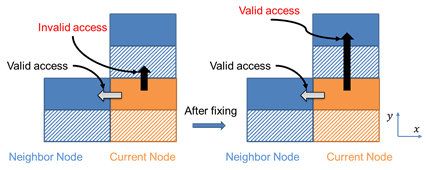 Invalid access
Valid access
Neighbor Node
Current Node
After fixing
Valid access
Valid access
Neighbor Node
Current Node
y
x